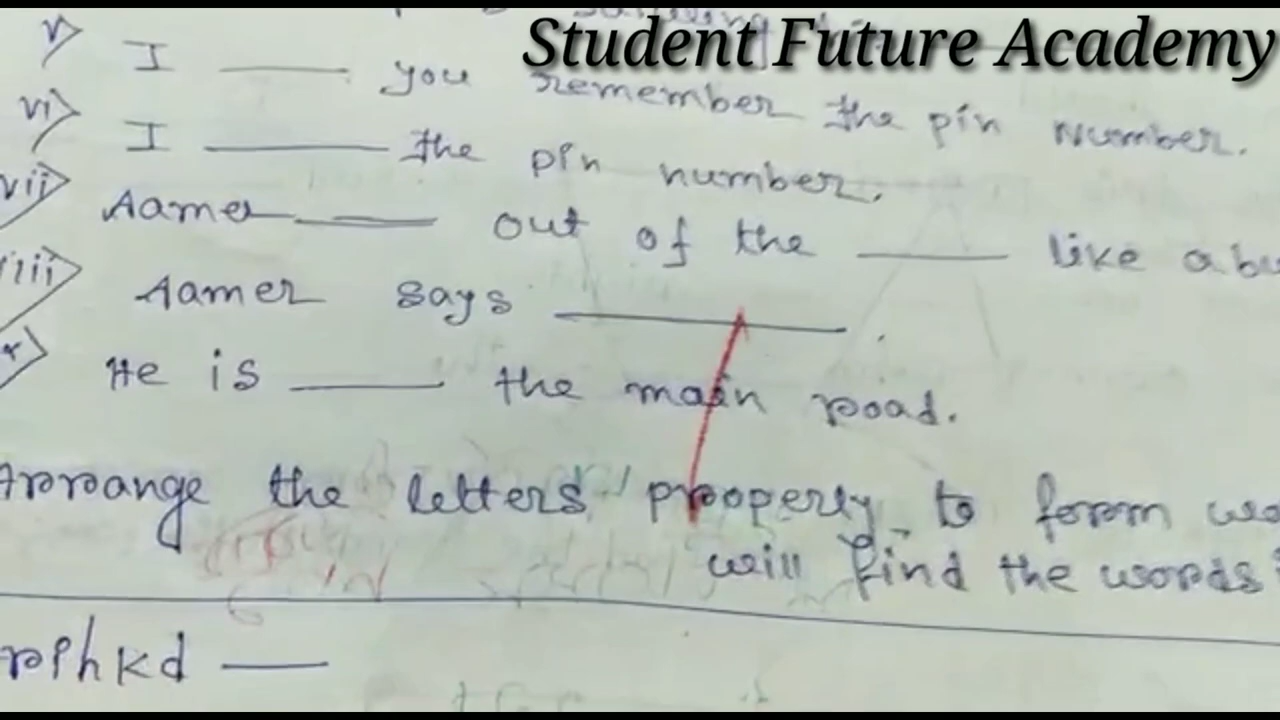 Student Future Academy
v) I ____ you remember the pin number.
vi) I ____ the pin number.
vii) Aamer ____ out of the ____ like a bu
viii) Aamer says ____.
He is ____ the main road.
Arrange the letters properly to form wo
will find the words
rphkd —